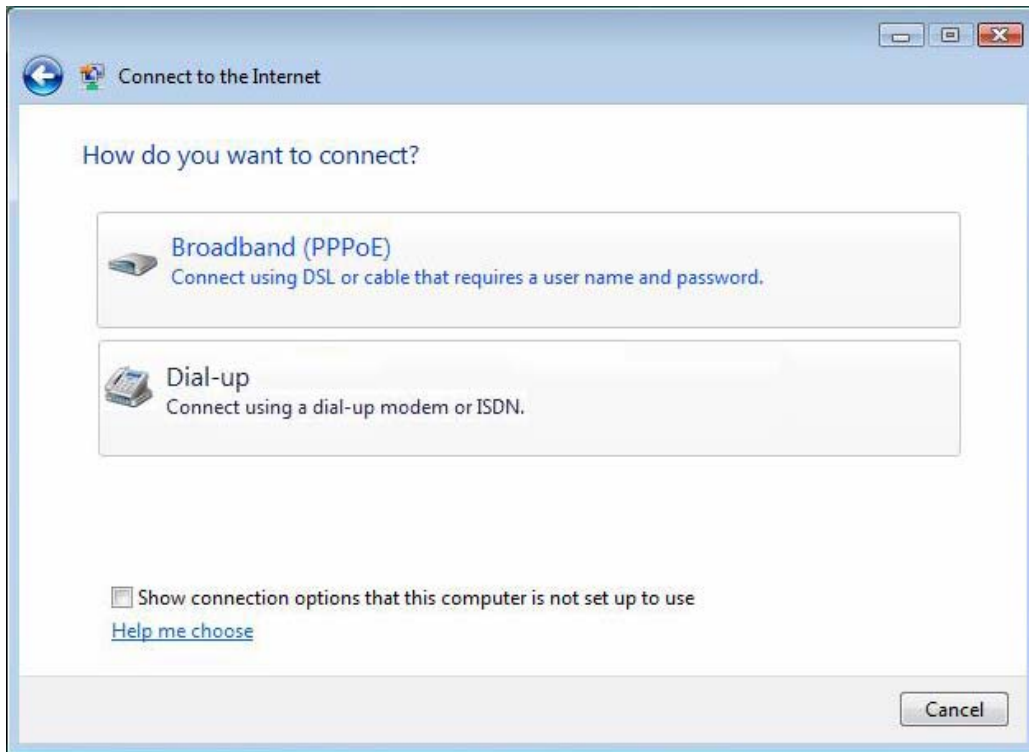 Connect to the Internet
How do you want to connect?
Broadband (PPPoE)
Connect using DSL or cable that requires a user name and password.
Dial-up
Connect using a dial-up modem or ISDN.
Show connection options that this computer is not set up to use
Help me choose
Cancel